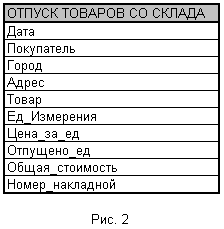 ОТПУСК ТОВАРОВ СО СКЛАДА
Дата
Покупатель
Город
Адрес
Товар
Ед_Измерения
Цена_за_ед
Отпущено_ед
Общая_стоимость
Номер_накладной
Рис. 2